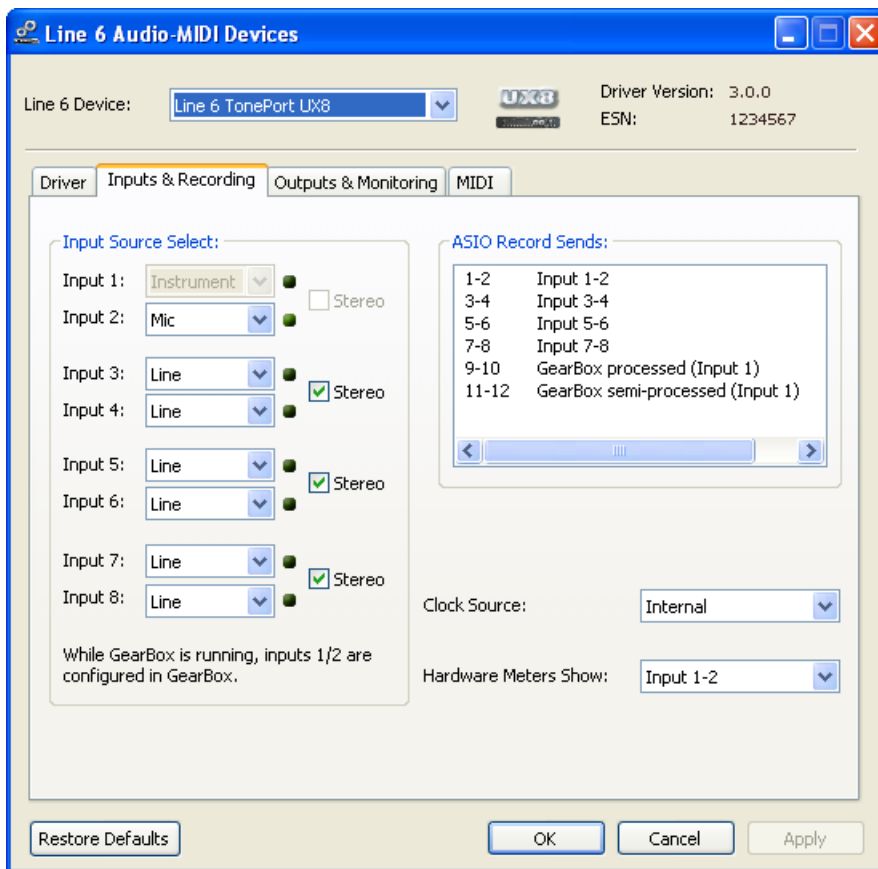 Line 6 Audio-MIDI Devices
Line 6 Device:
Line 6 TonePort UX8
UX8
Driver Version: 3.0.0
ESN: 1234567
Driver
Inputs & Recording
Outputs & Monitoring
MIDI
Input Source Select:
Input 1: Instrument
Stereo
Input 2: Mic
Input 3: Line
Stereo
Input 4: Line
Input 5: Line
Stereo
Input 6: Line
Input 7: Line
Stereo
Input 8: Line
While GearBox is running, inputs 1/2 are
configured in GearBox.
ASIO Record Sends:
1-2 Input 1-2
3-4 Input 3-4
5-6 Input 5-6
7-8 Input 7-8
9-10 GearBox processed (Input 1)
11-12 GearBox semi-processed (Input 1)
Clock Source: Internal
Hardware Meters Show: Input 1-2
Restore Defaults
OK
Cancel
Apply